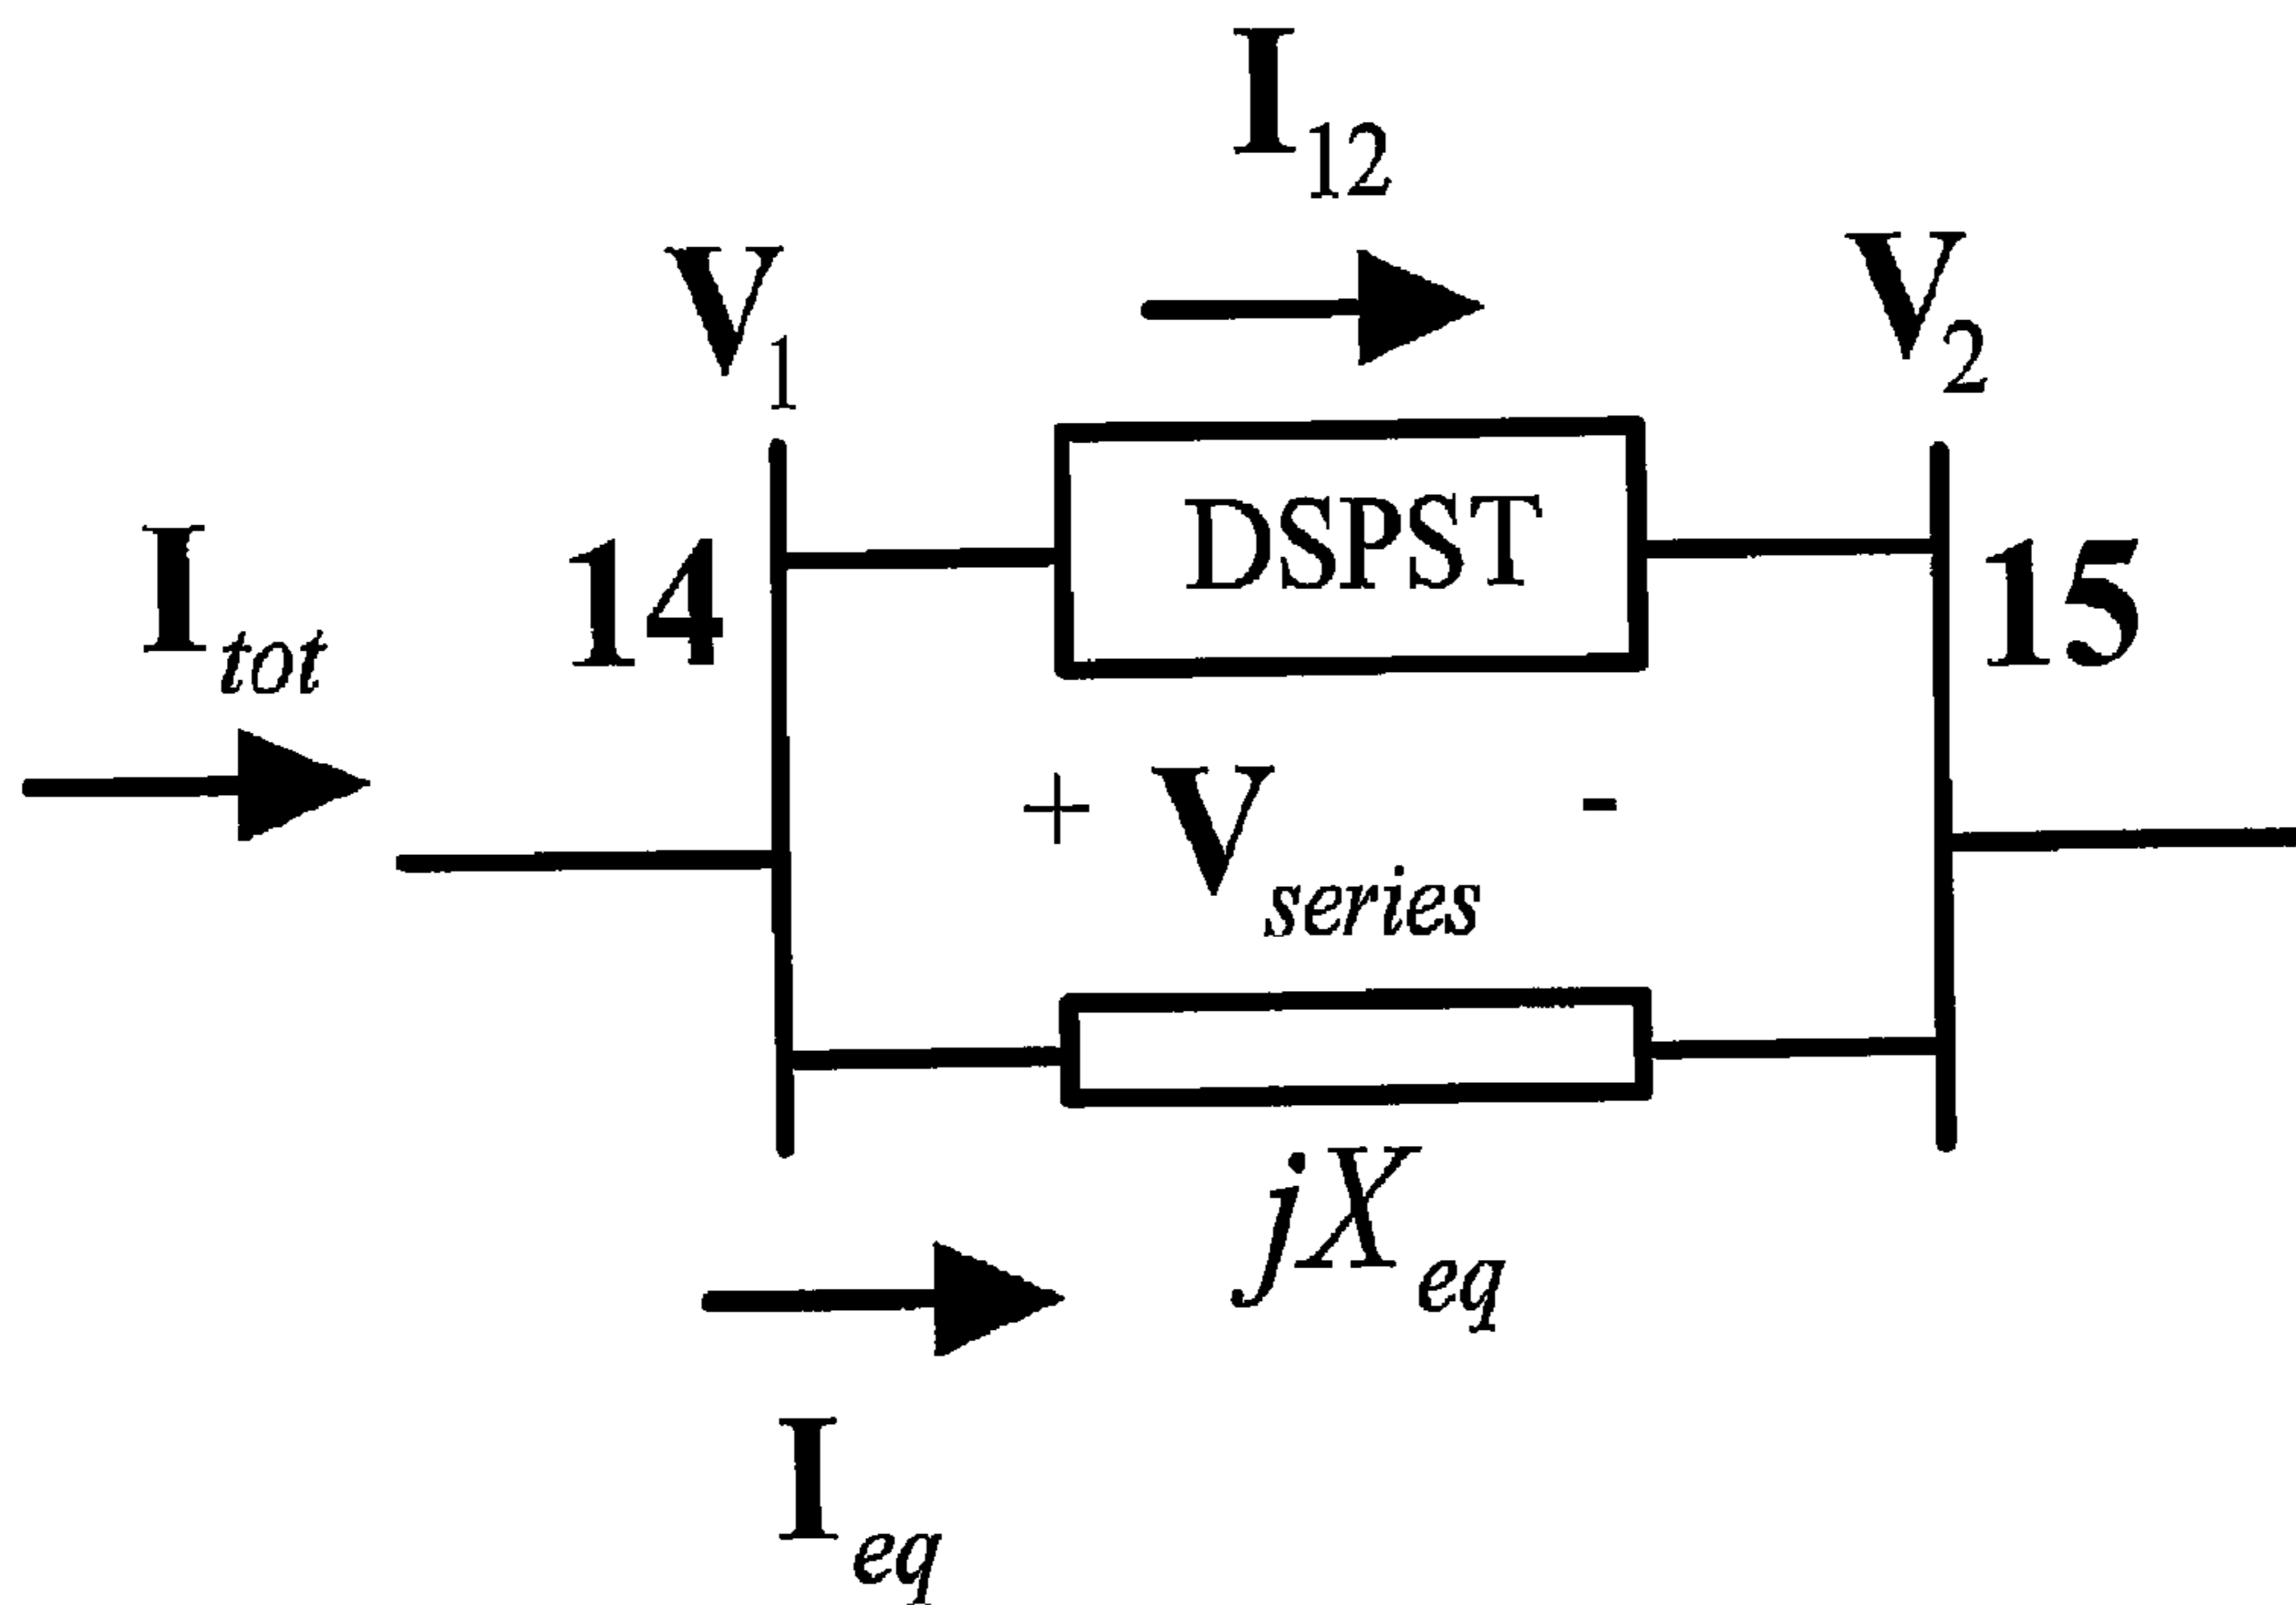 I12
V1
V2
Itot
14
DSPST
15
+ Vseries -
jXeq
Ieq